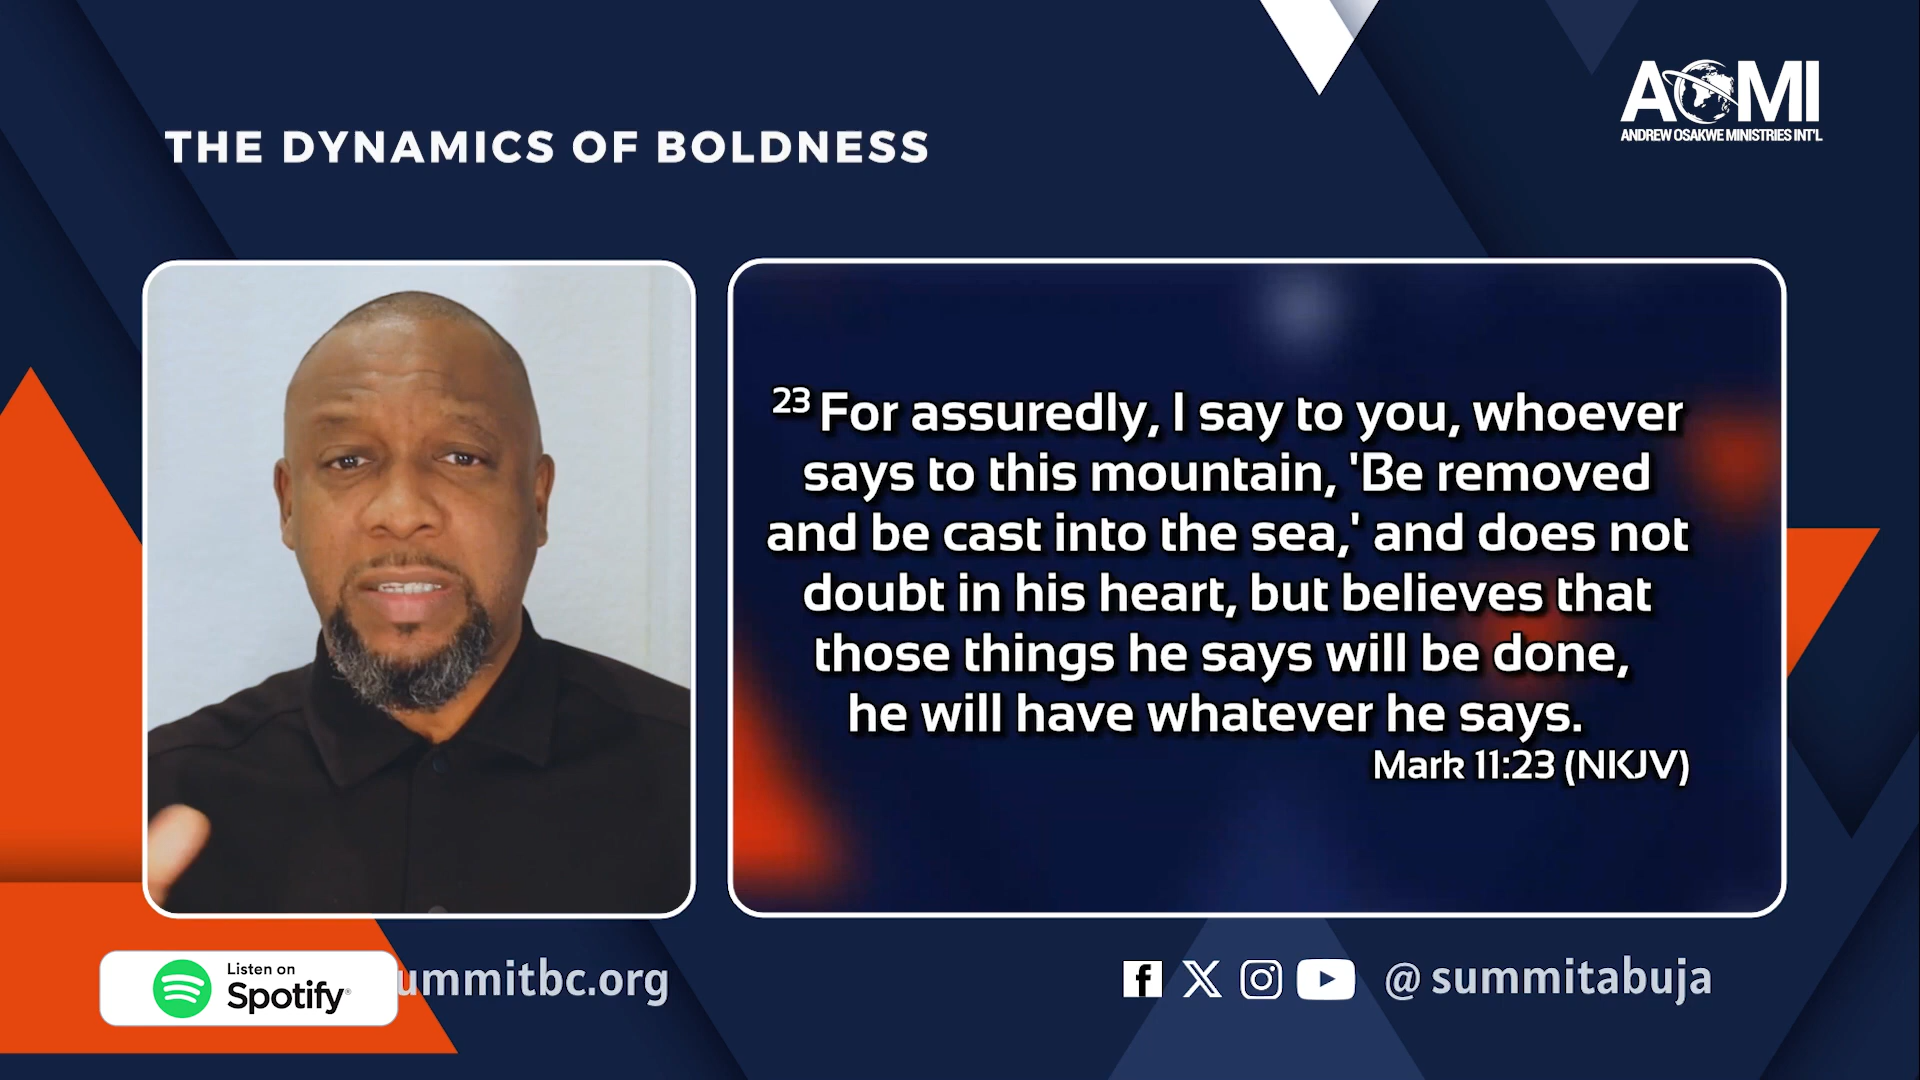 THE DYNAMICS OF BOLDNESS
AOMI
ANDREW OSAKWE MINISTRIES INT'L
23 For assuredly, I say to you, whoever
says to this mountain, 'Be removed
and be cast into the sea,' and does not
doubt in his heart, but believes that
those things he says will be done,
he will have whatever he says.
Mark 11:23 (NKJV)
Listen on
Spotify
ummitbc.org
@summitabuja